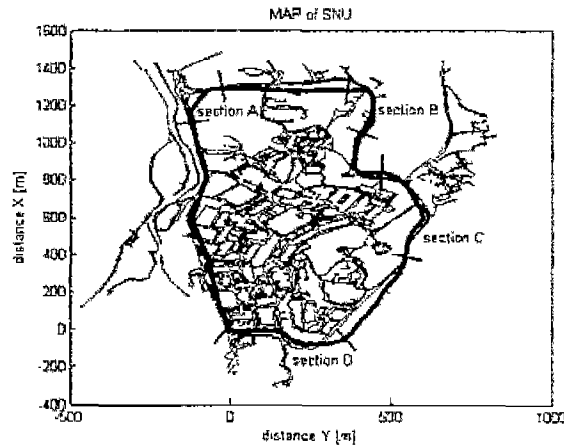 MAP of SNU
1600
1400
1200
1000
800
600
400
200
0
-200
-400
distance X [m]
section A
section B
section C
section D
-500
0
500
1000
distance Y [m]